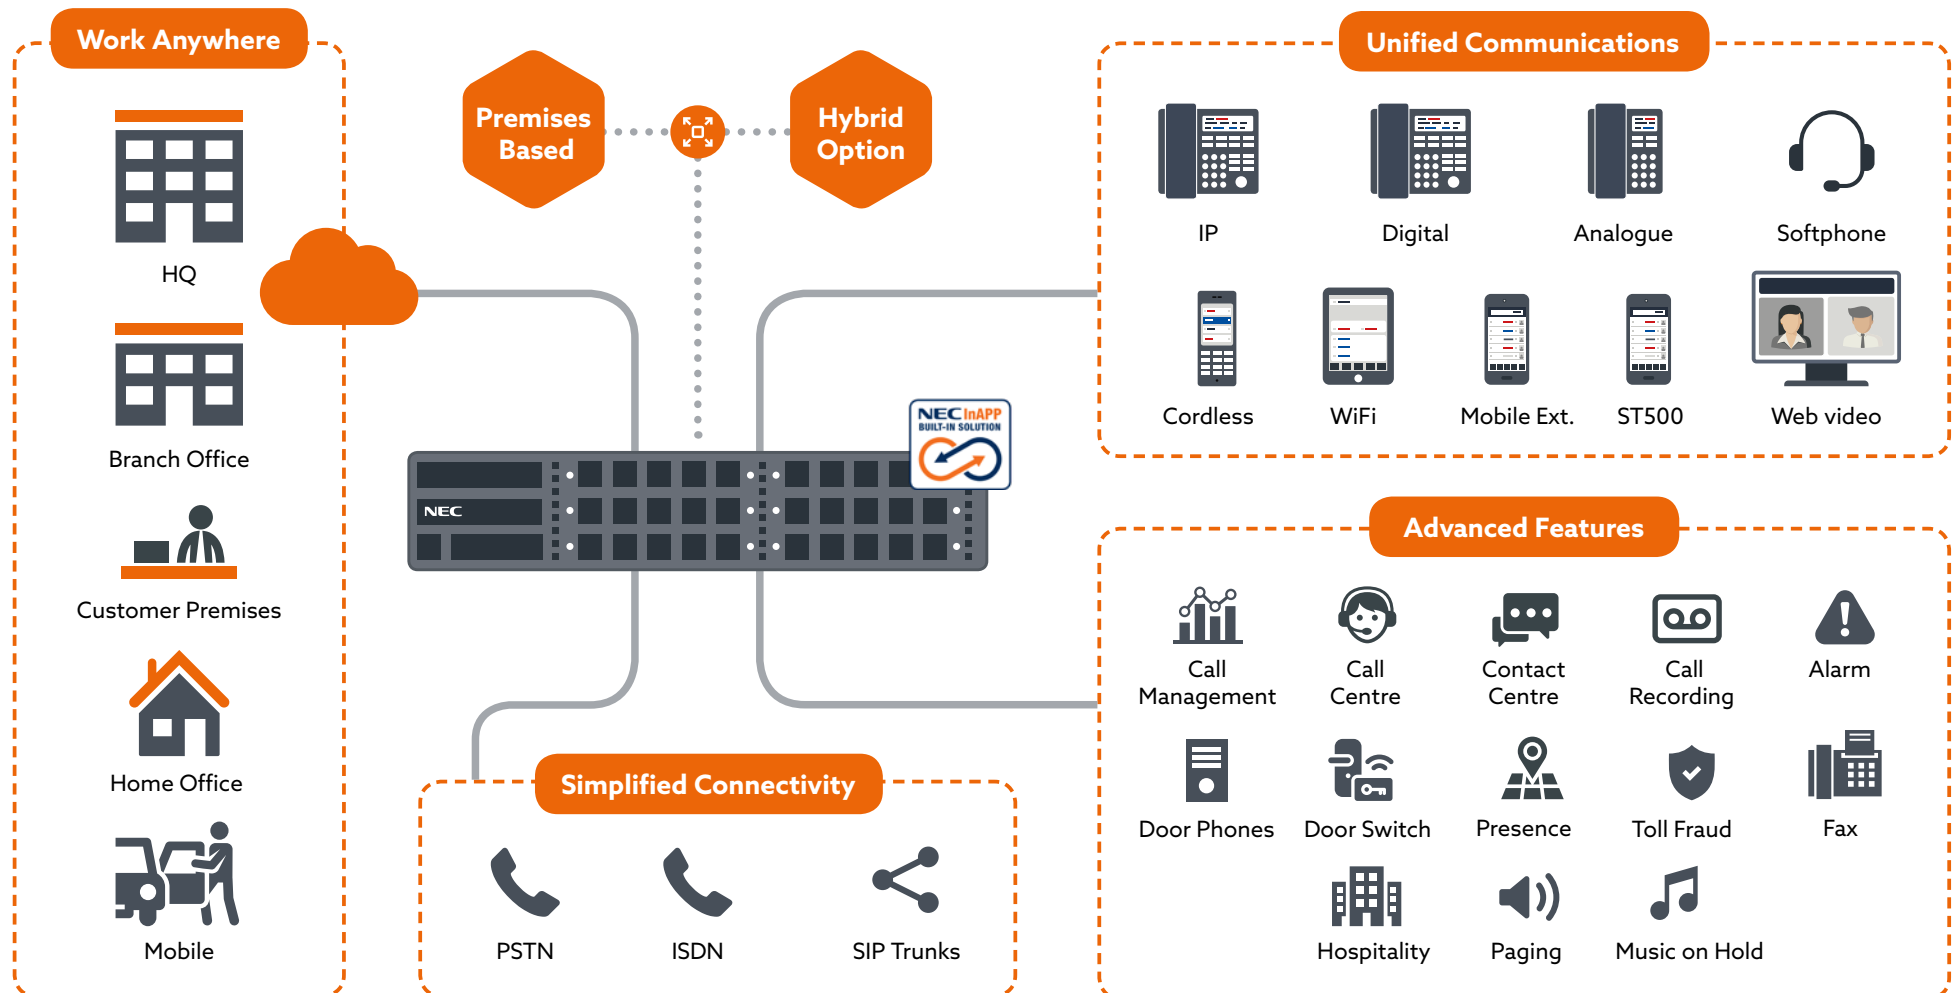 Work Anywhere
HQ
Branch Office
Customer Premises
Home Office
Mobile
Premises
Based
Hybrid
Option
NEC InAPP
BUILT-IN SOLUTION
NEC
Simplified Connectivity
PSTN
ISDN
SIP Trunks
Unified Communications
IP
Digital
Analogue
Softphone
Cordless
WiFi
Mobile Ext.
ST500
Web video
Advanced Features
Call
Management
Call
Centre
Contact
Centre
Call
Recording
Alarm
Door Phones
Door Switch
Presence
Toll Fraud
Fax
Hospitality
Paging
Music on Hold